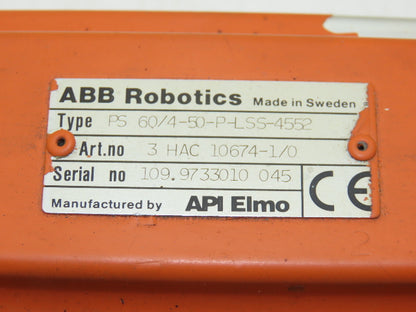 ABB Robotics Made in Sweden
Type PS 60/4-50-P-LSS-4552
Art.no 3 HAC 10674-1/0
Serial no 109.9733010 045
Manufactured by API Elmo CE